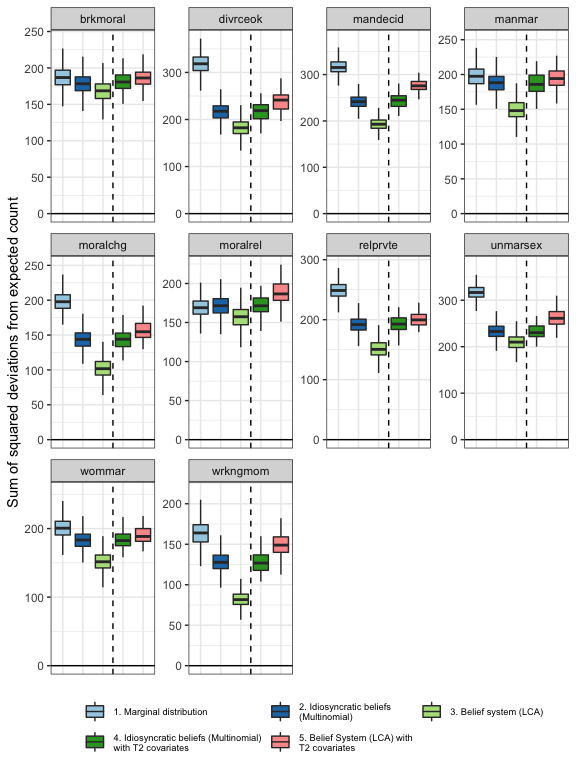 Sum of squared deviations from expected count
brkmoral
divrceok
mandecid
manmar
250
200
150
100
50
0
300
200
100
0
300
200
100
0
250
200
150
100
50
0
moralchg
moralrel
relprvte
unmarsex
250
200
150
100
50
0
200
150
100
50
0
300
200
100
0
300
200
100
0
wommar
wrkngmom
200
100
0
200
150
100
50
0
1. Marginal distribution
2. Idiosyncratic beliefs
(Multinomial)
3. Belief system (LCA)
4. Idiosyncratic beliefs (Multinomial)
with T2 covariates
5. Belief System (LCA) with
T2 covariates